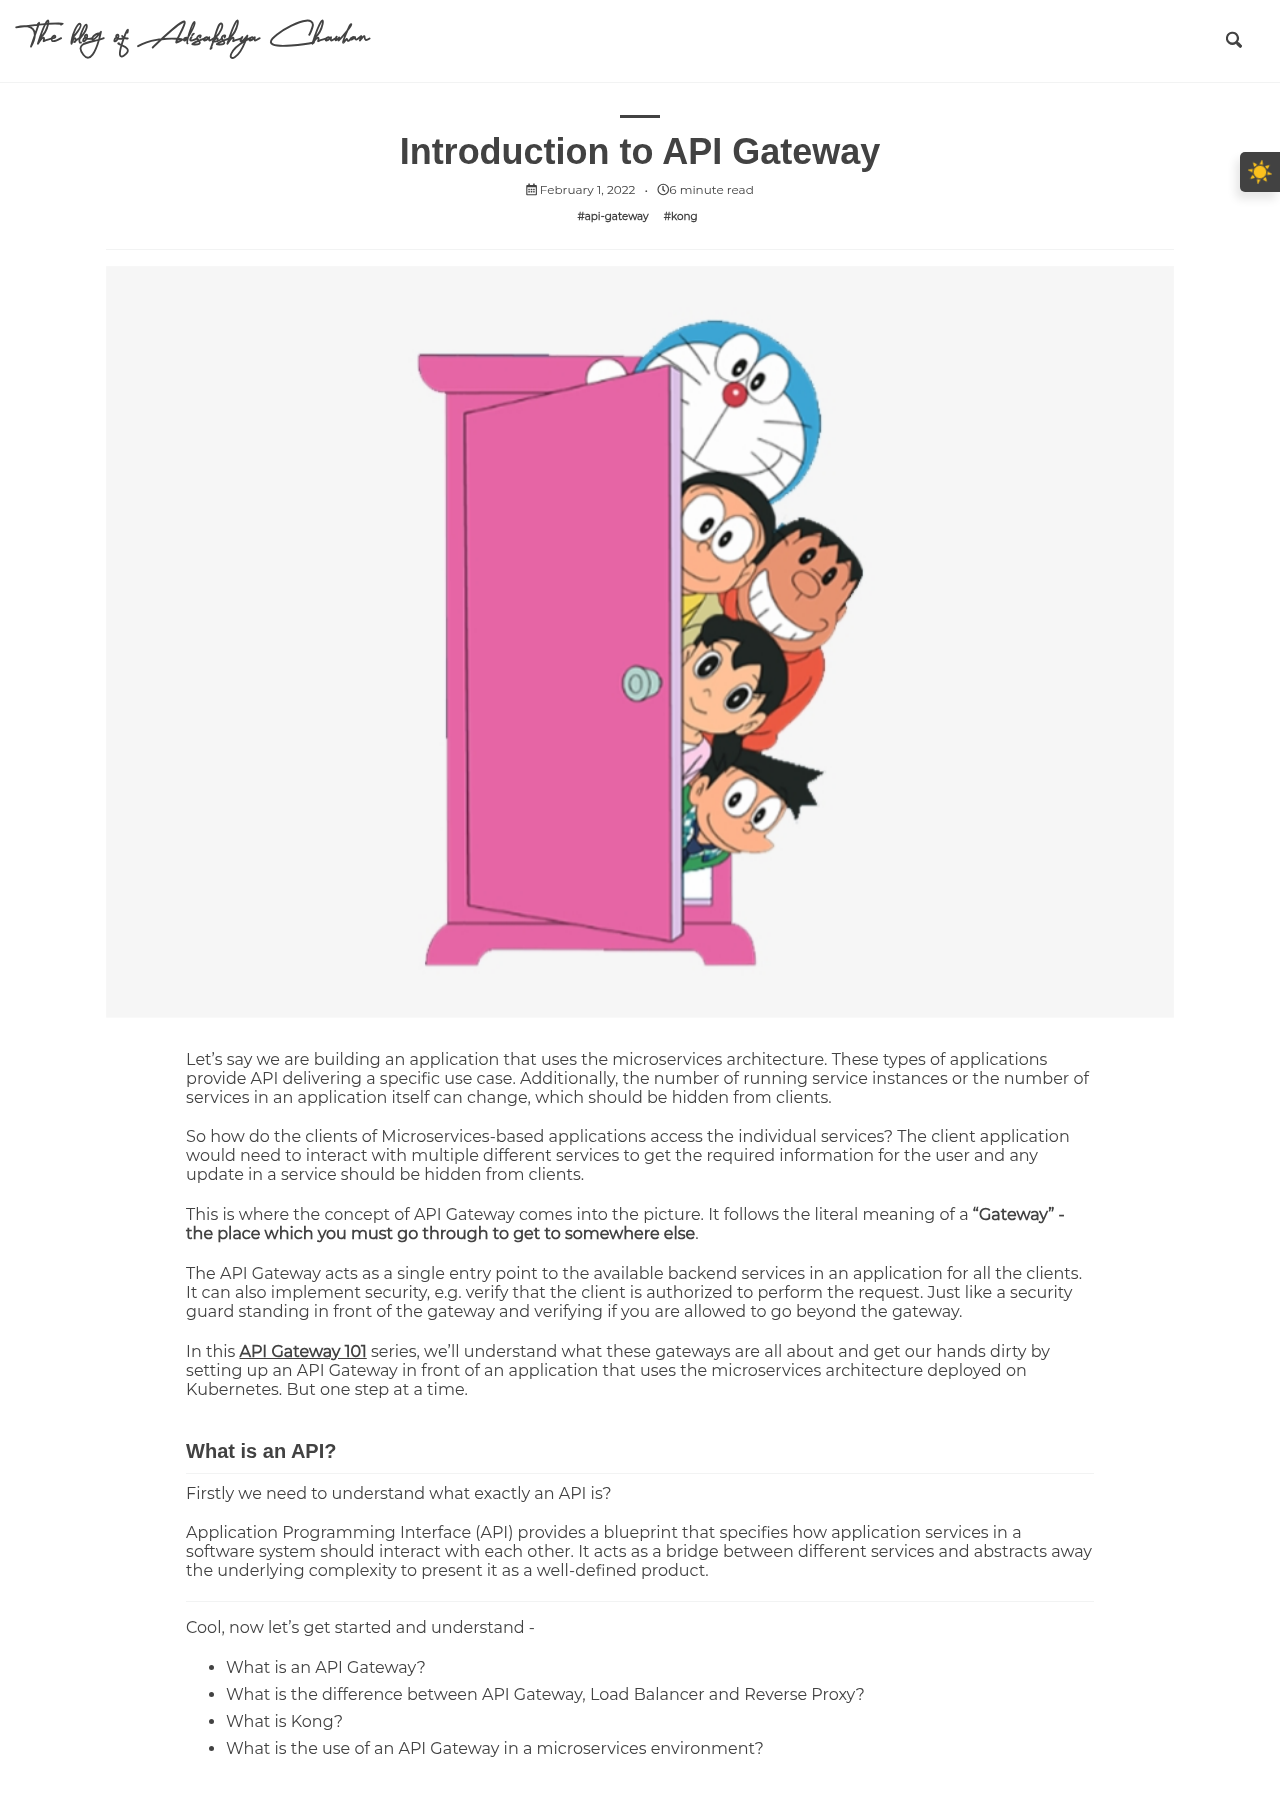 The blog of Adisakshya Chauhan
Introduction to API Gateway
February 1, 2022 • 6 minute read
#api-gateway #kong
Let’s say we are building an application that uses the microservices architecture. These types of applications
provide API delivering a specific use case. Additionally, the number of running service instances or the number of
services in an application itself can change, which should be hidden from clients.
So how do the clients of Microservices-based applications access the individual services? The client application
would need to interact with multiple different services to get the required information for the user and any
update in a service should be hidden from clients.
This is where the concept of API Gateway comes into the picture. It follows the literal meaning of a “Gateway” -
the place which you must go through to get to somewhere else.
The API Gateway acts as a single entry point to the available backend services in an application for all the clients.
It can also implement security, e.g. verify that the client is authorized to perform the request. Just like a security
guard standing in front of the gateway and verifying if you are allowed to go beyond the gateway.
In this API Gateway 101 series, we’ll understand what these gateways are all about and get our hands dirty by
setting up an API Gateway in front of an application that uses the microservices architecture deployed on
Kubernetes. But one step at a time.
What is an API?
Firstly we need to understand what exactly an API is?
Application Programming Interface (API) provides a blueprint that specifies how application services in a
software system should interact with each other. It acts as a bridge between different services and abstracts away
the underlying complexity to present it as a well-defined product.
Cool, now let’s get started and understand -
• What is an API Gateway?
• What is the difference between API Gateway, Load Balancer and Reverse Proxy?
• What is Kong?
• What is the use of an API Gateway in a microservices environment?